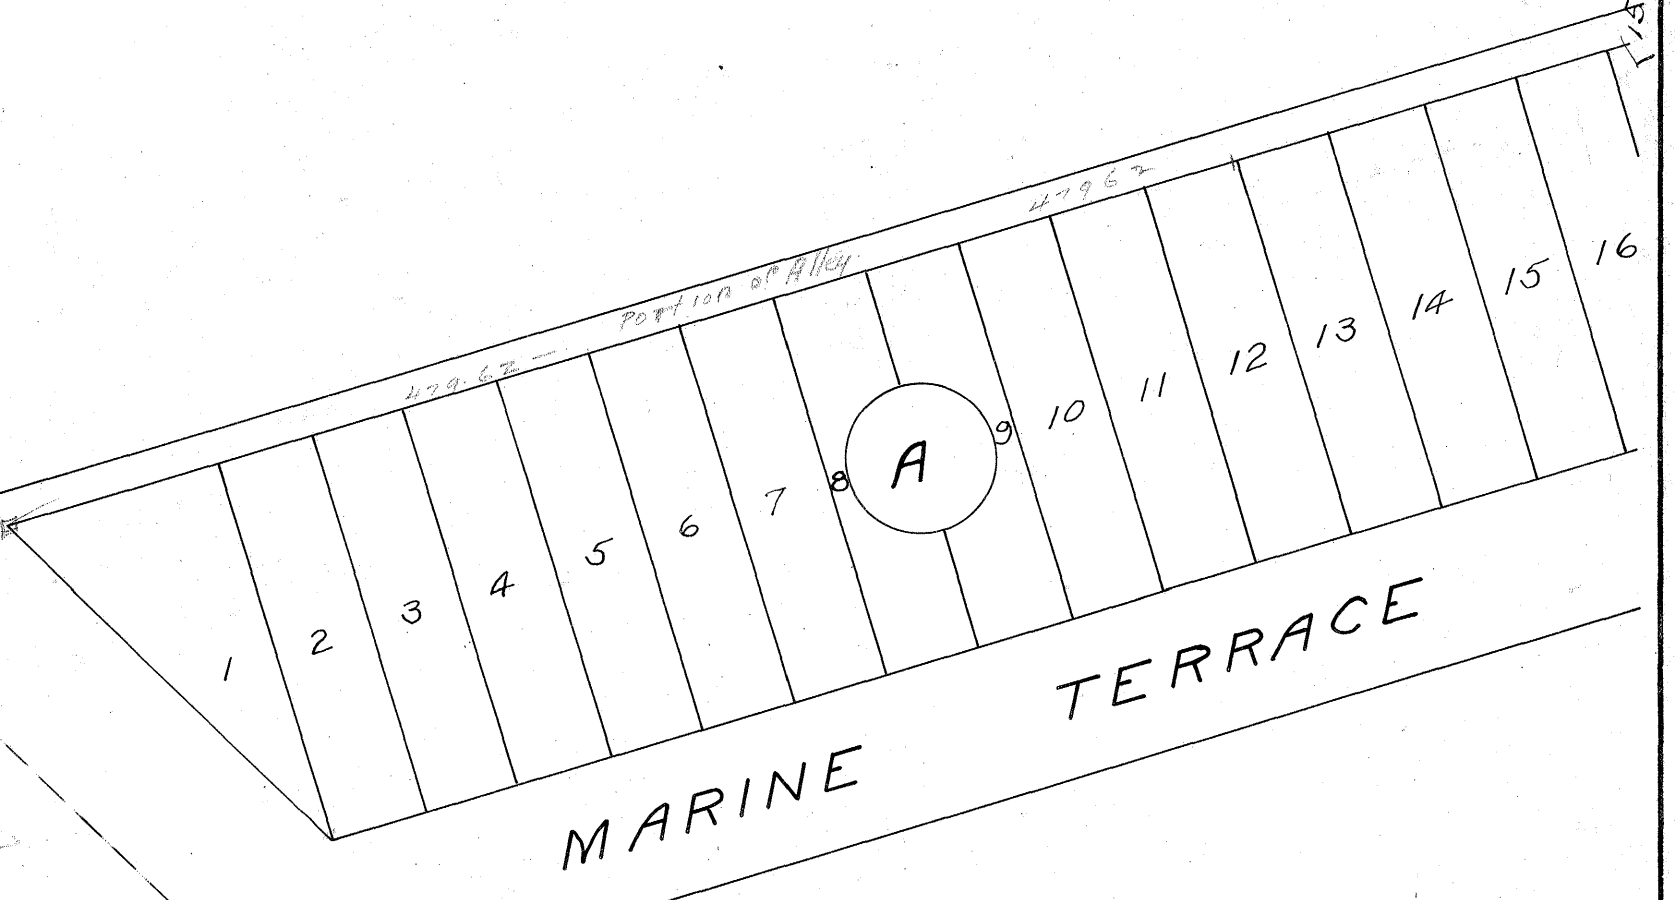 15
479 62
Portion of Alley.
479.62 —
1 2 3 4 5 6 7 8 A 9 10 11 12 13 14 15 16
MARINE TERRACE